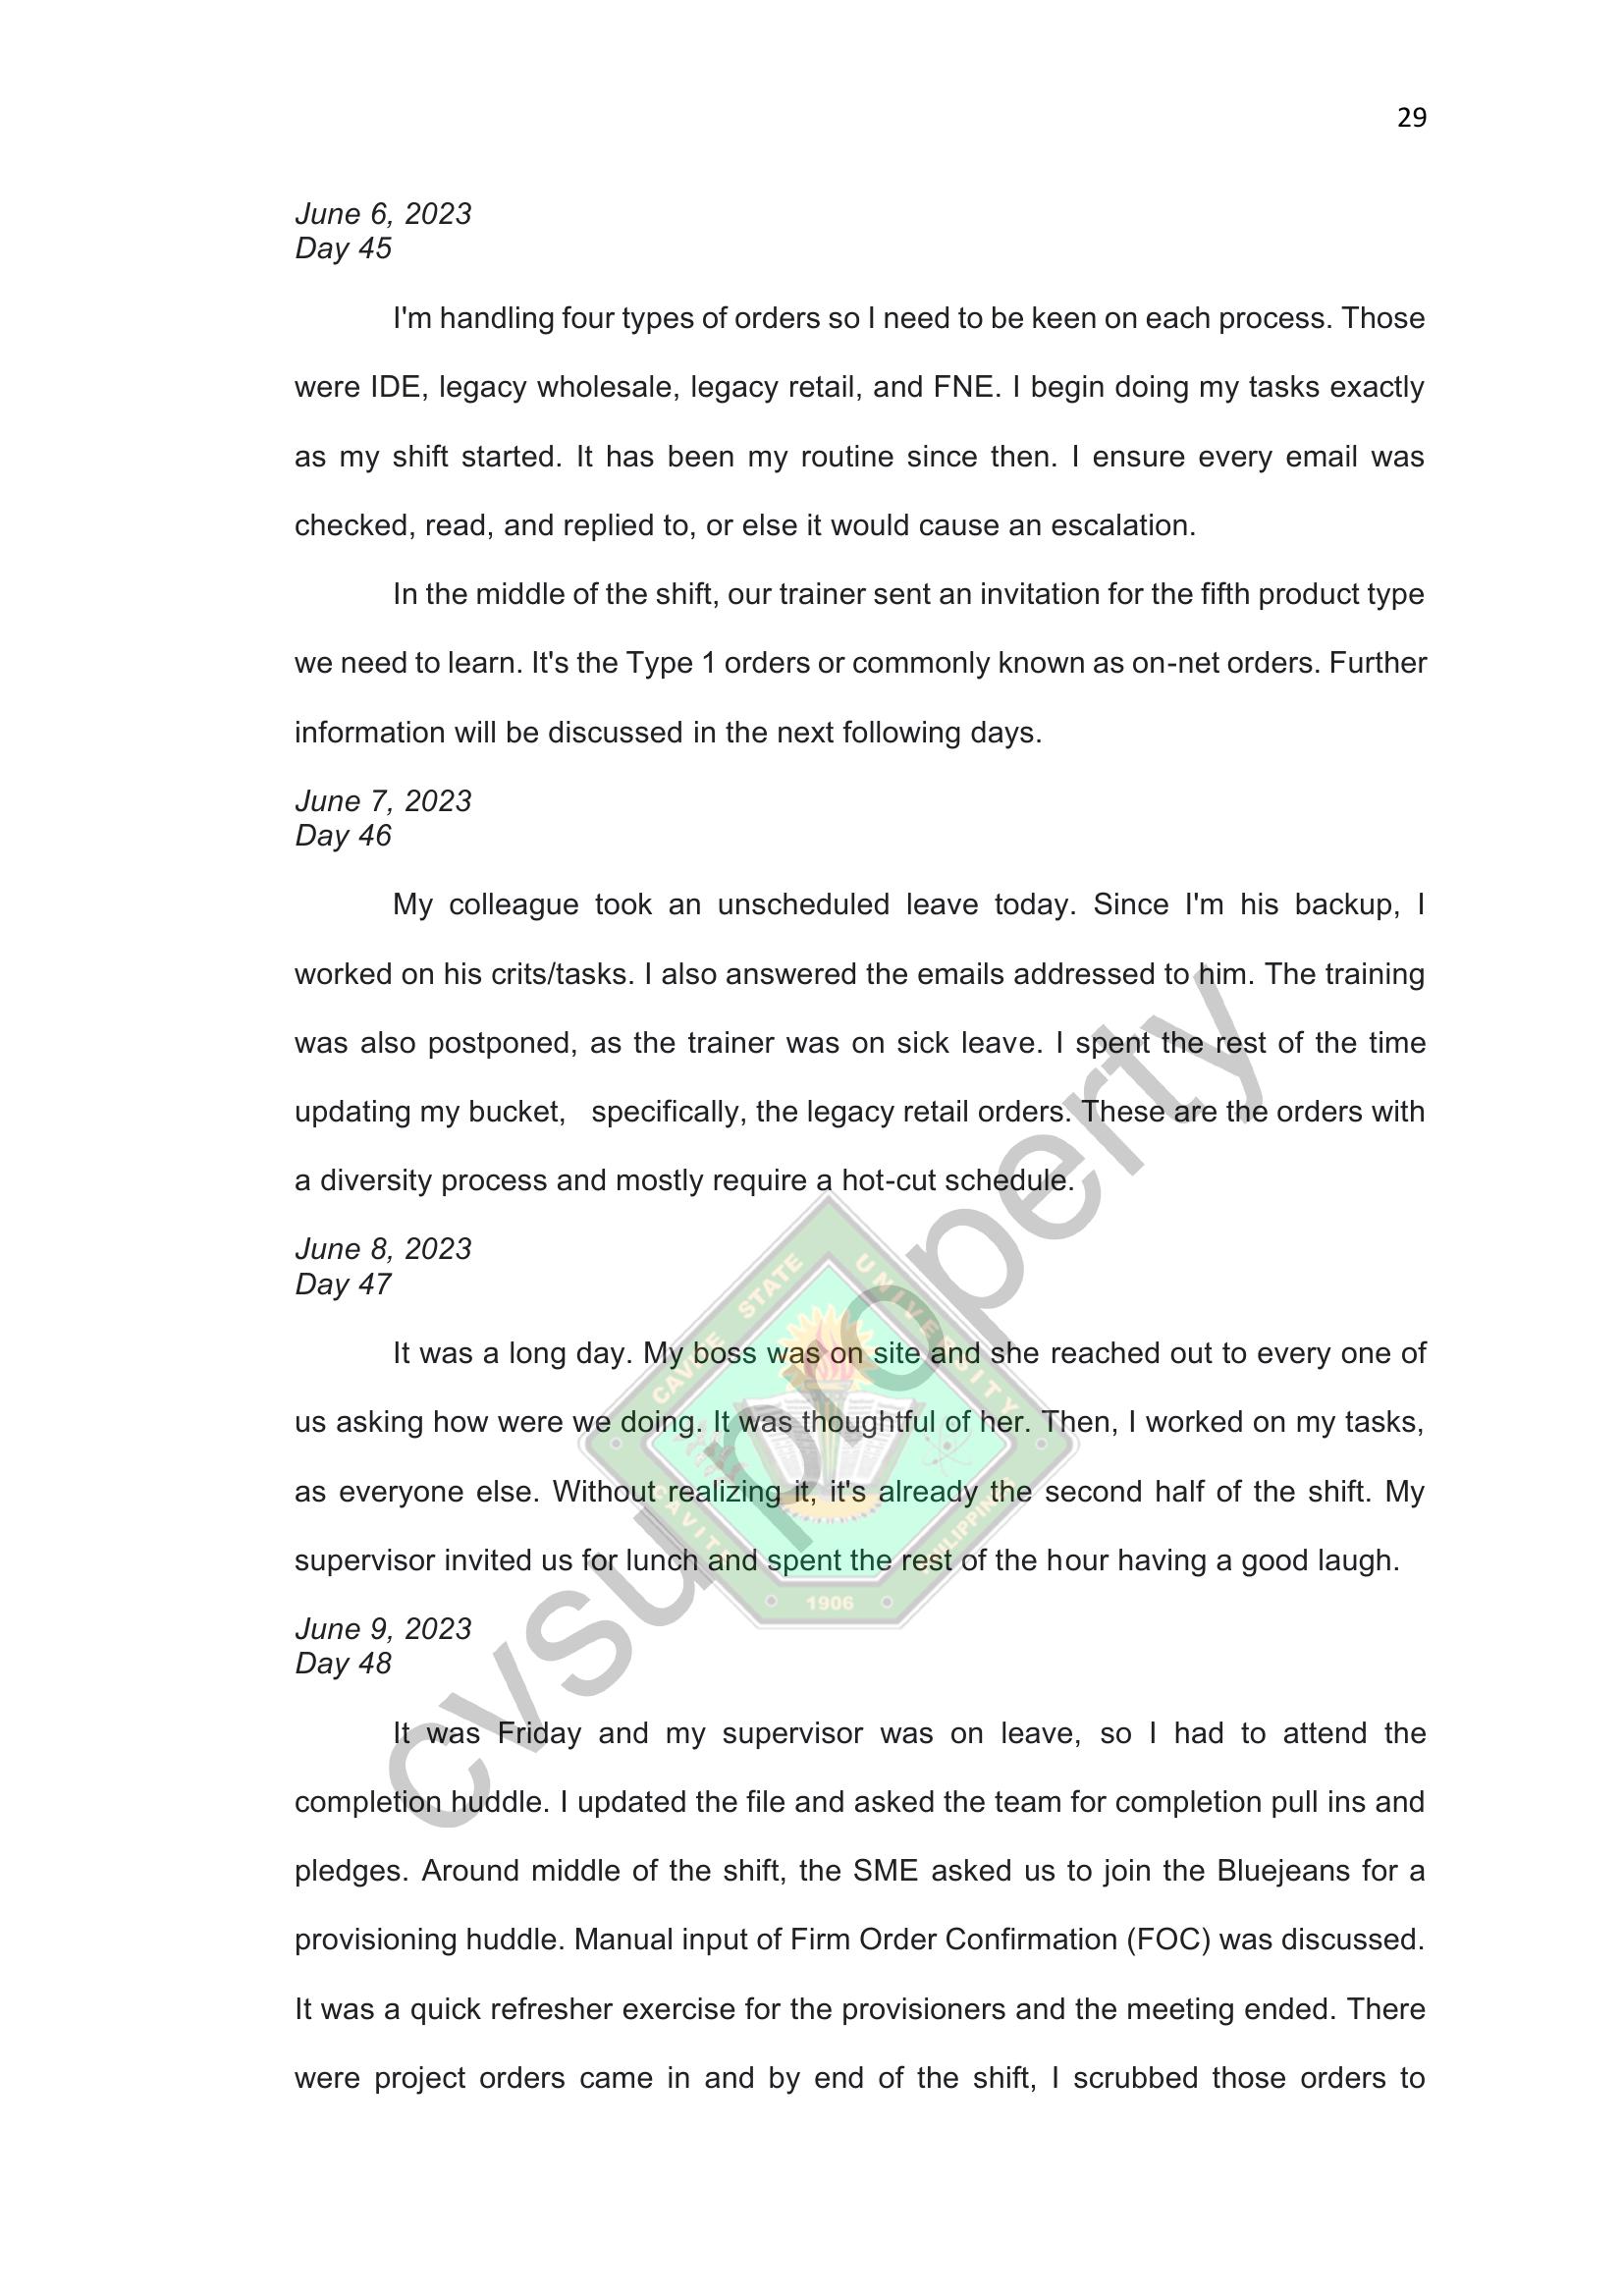 29
June 6, 2023
Day 45
I'm handling four types of orders so I need to be keen on each process. Those
were IDE, legacy wholesale, legacy retail, and FNE. I begin doing my tasks exactly
as my shift started. It has been my routine since then. I ensure every email was
checked, read, and replied to, or else it would cause an escalation.
In the middle of the shift, our trainer sent an invitation for the fifth product type
we need to learn. It's the Type 1 orders or commonly known as on-net orders. Further
information will be discussed in the next following days.
June 7, 2023
Day 46
My colleague took an unscheduled leave today. Since I'm his backup, I
worked on his crits/tasks. I also answered the emails addressed to him. The training
was also postponed, as the trainer was on sick leave. I spent the rest of the time
updating my bucket, specifically, the legacy retail orders. These are the orders with
a diversity process and mostly require a hot-cut schedule.
June 8, 2023
Day 47
It was a long day. My boss was on site and she reached out to every one of
us asking how were we doing. It was thoughtful of her. Then, I worked on my tasks,
as everyone else. Without realizing it, it's already the second half of the shift. My
supervisor invited us for lunch and spent the rest of the hour having a good laugh.
June 9, 2023
Day 48
It was Friday and my supervisor was on leave, so I had to attend the
completion huddle. I updated the file and asked the team for completion pull ins and
pledges. Around middle of the shift, the SME asked us to join the Bluejeans for a
provisioning huddle. Manual input of Firm Order Confirmation (FOC) was discussed.
It was a quick refresher exercise for the provisioners and the meeting ended. There
were project orders came in and by end of the shift, I scrubbed those orders to
cvsu property
CAVITE STATE UNIVERSITY
CAVITE
PHILIPPINES
1906